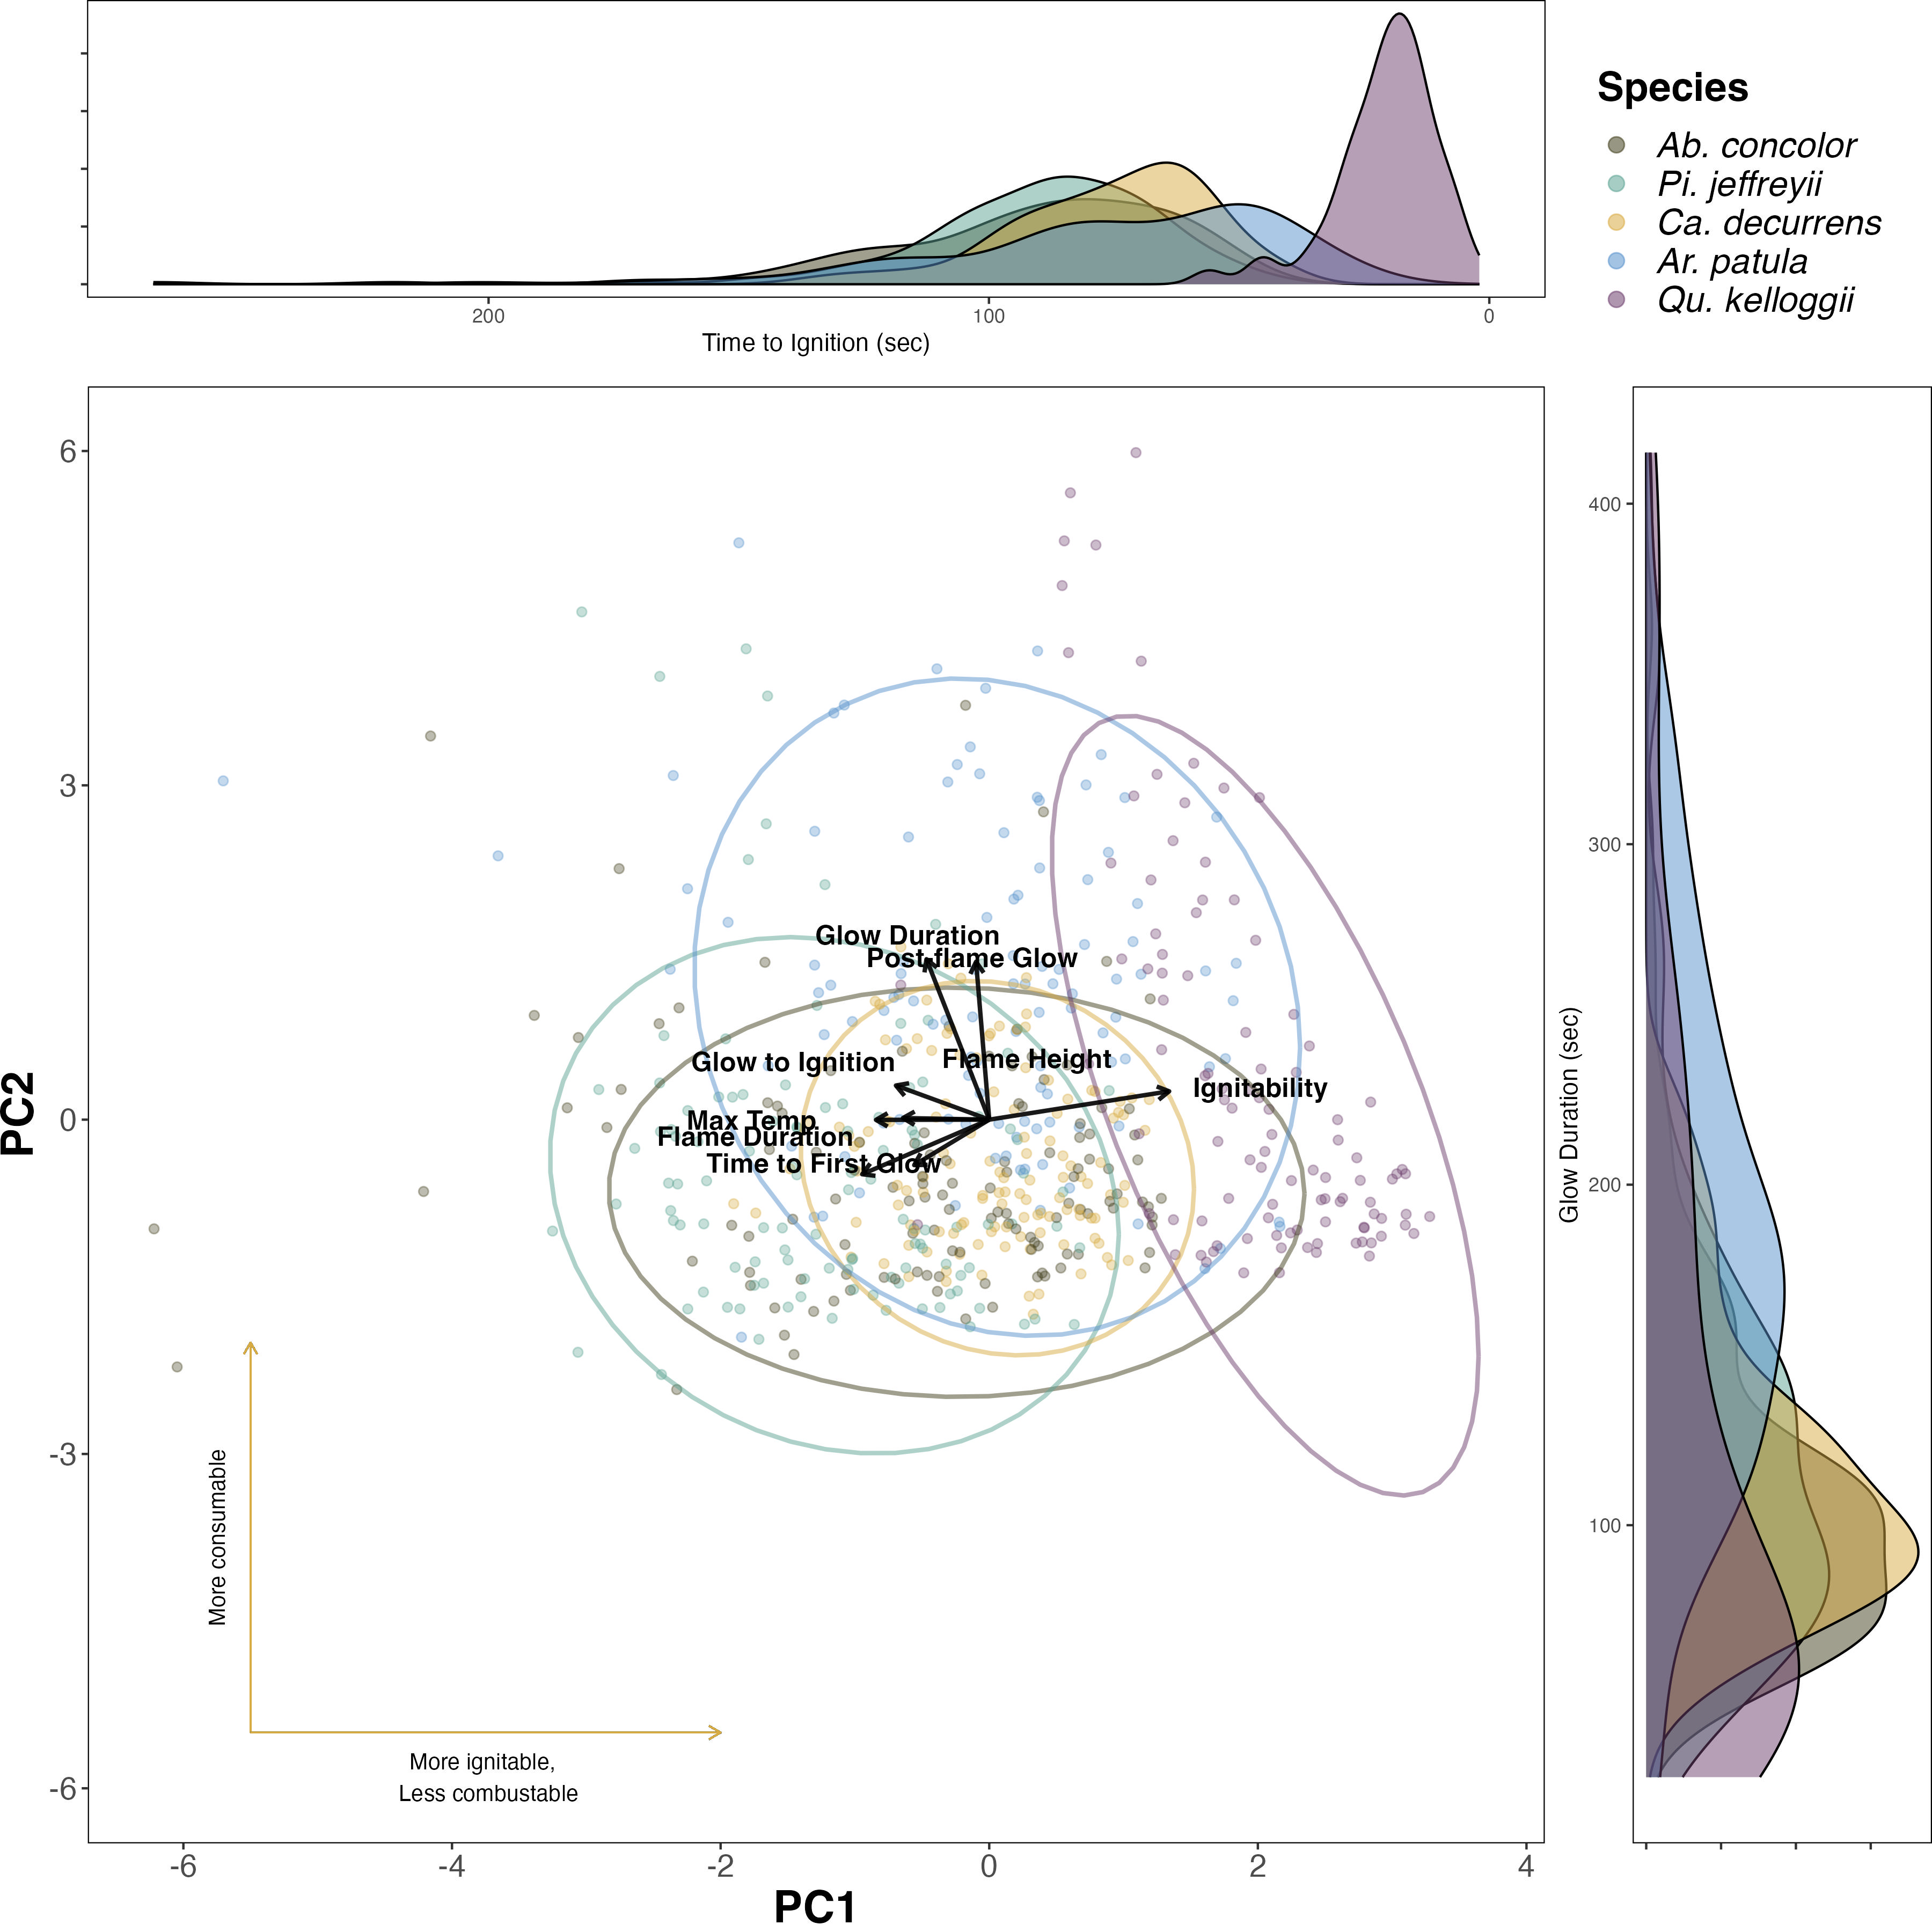 Species
Ab. concolor
Pi. jeffreyii
Ca. decurrens
Ar. patula
Qu. kelloggii
200
100
0
Time to Ignition (sec)
6
3
0
-3
-6
PC2
Glow Duration
Post-flame Glow
Glow to Ignition
Flame Height
Ignitability
Max Temp
Flame Duration
Time to First Glow
More consumable
More ignitable,
Less combustable
-6
-4
-2
0
2
4
PC1
400
300
200
100
Glow Duration (sec)